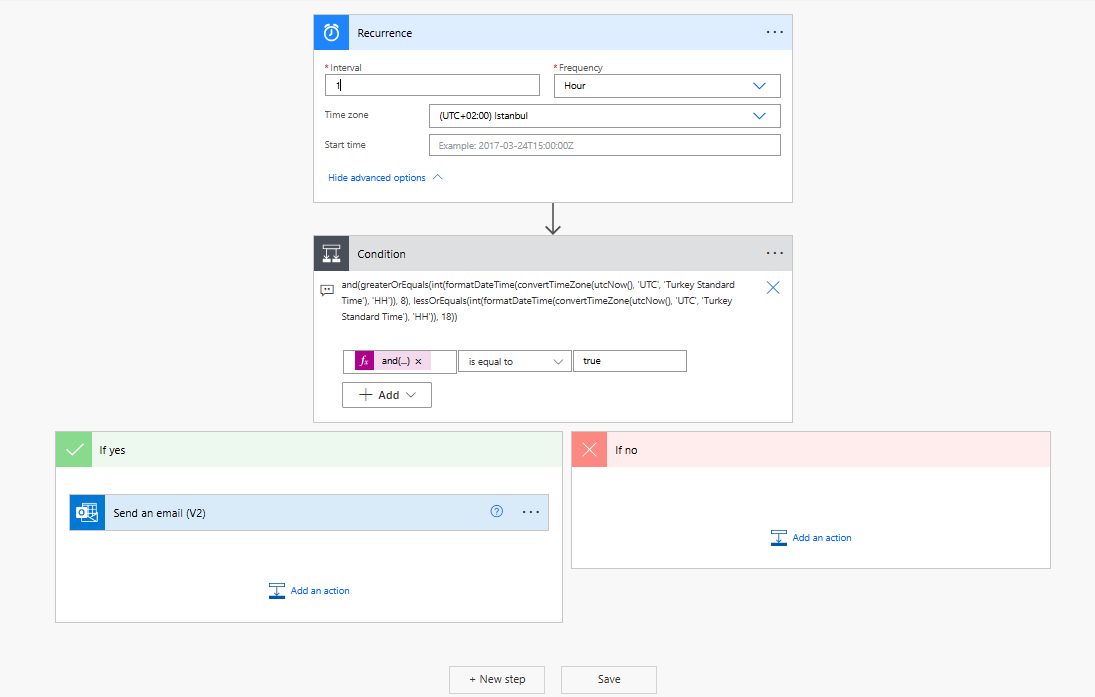 Recurrence
...
* Interval
* Frequency
1
Hour
Time zone
(UTC+02:00) Istanbul
Start time
Example: 2017-03-24T15:00:00Z
Hide advanced options
Condition
...
and(greaterOrEquals(int(formatDateTime(convertTimeZone(utcNow(), 'UTC', 'Turkey Standard
Time'), 'HH')), 8), lessOrEquals(int(formatDateTime(convertTimeZone(utcNow(), 'UTC', 'Turkey
Standard Time'), 'HH')), 18))
fx and(...) ×
is equal to
true
+ Add
If yes
If no
Send an email (V2)
? ...
Add an action
Add an action
+ New step
Save